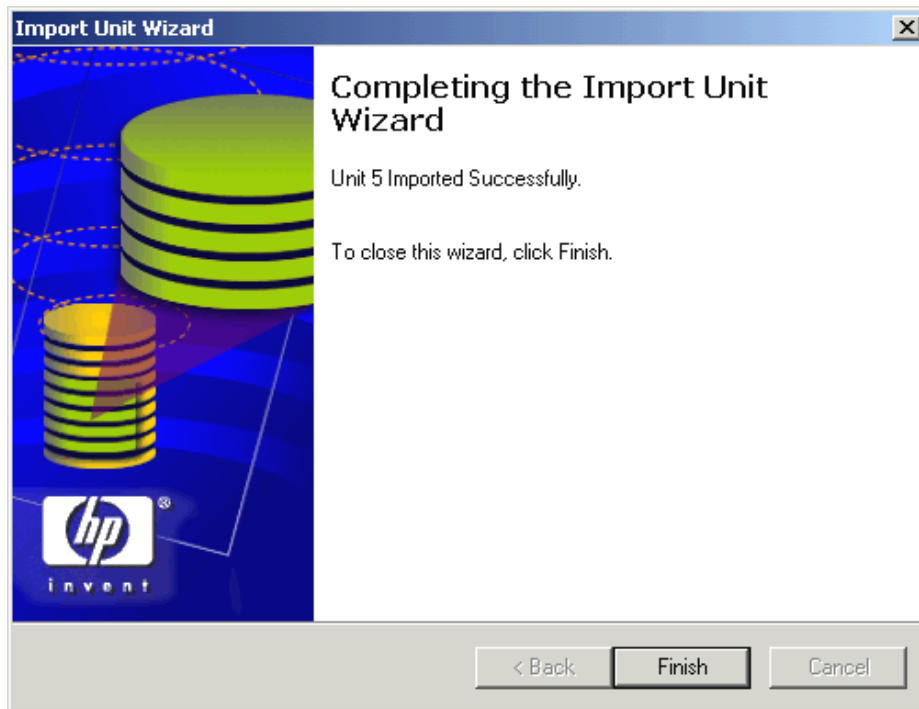 Import Unit Wizard
Completing the Import Unit
Wizard
Unit 5 Imported Successfully.
To close this wizard, click Finish.
hp ®
invent
< Back Finish Cancel